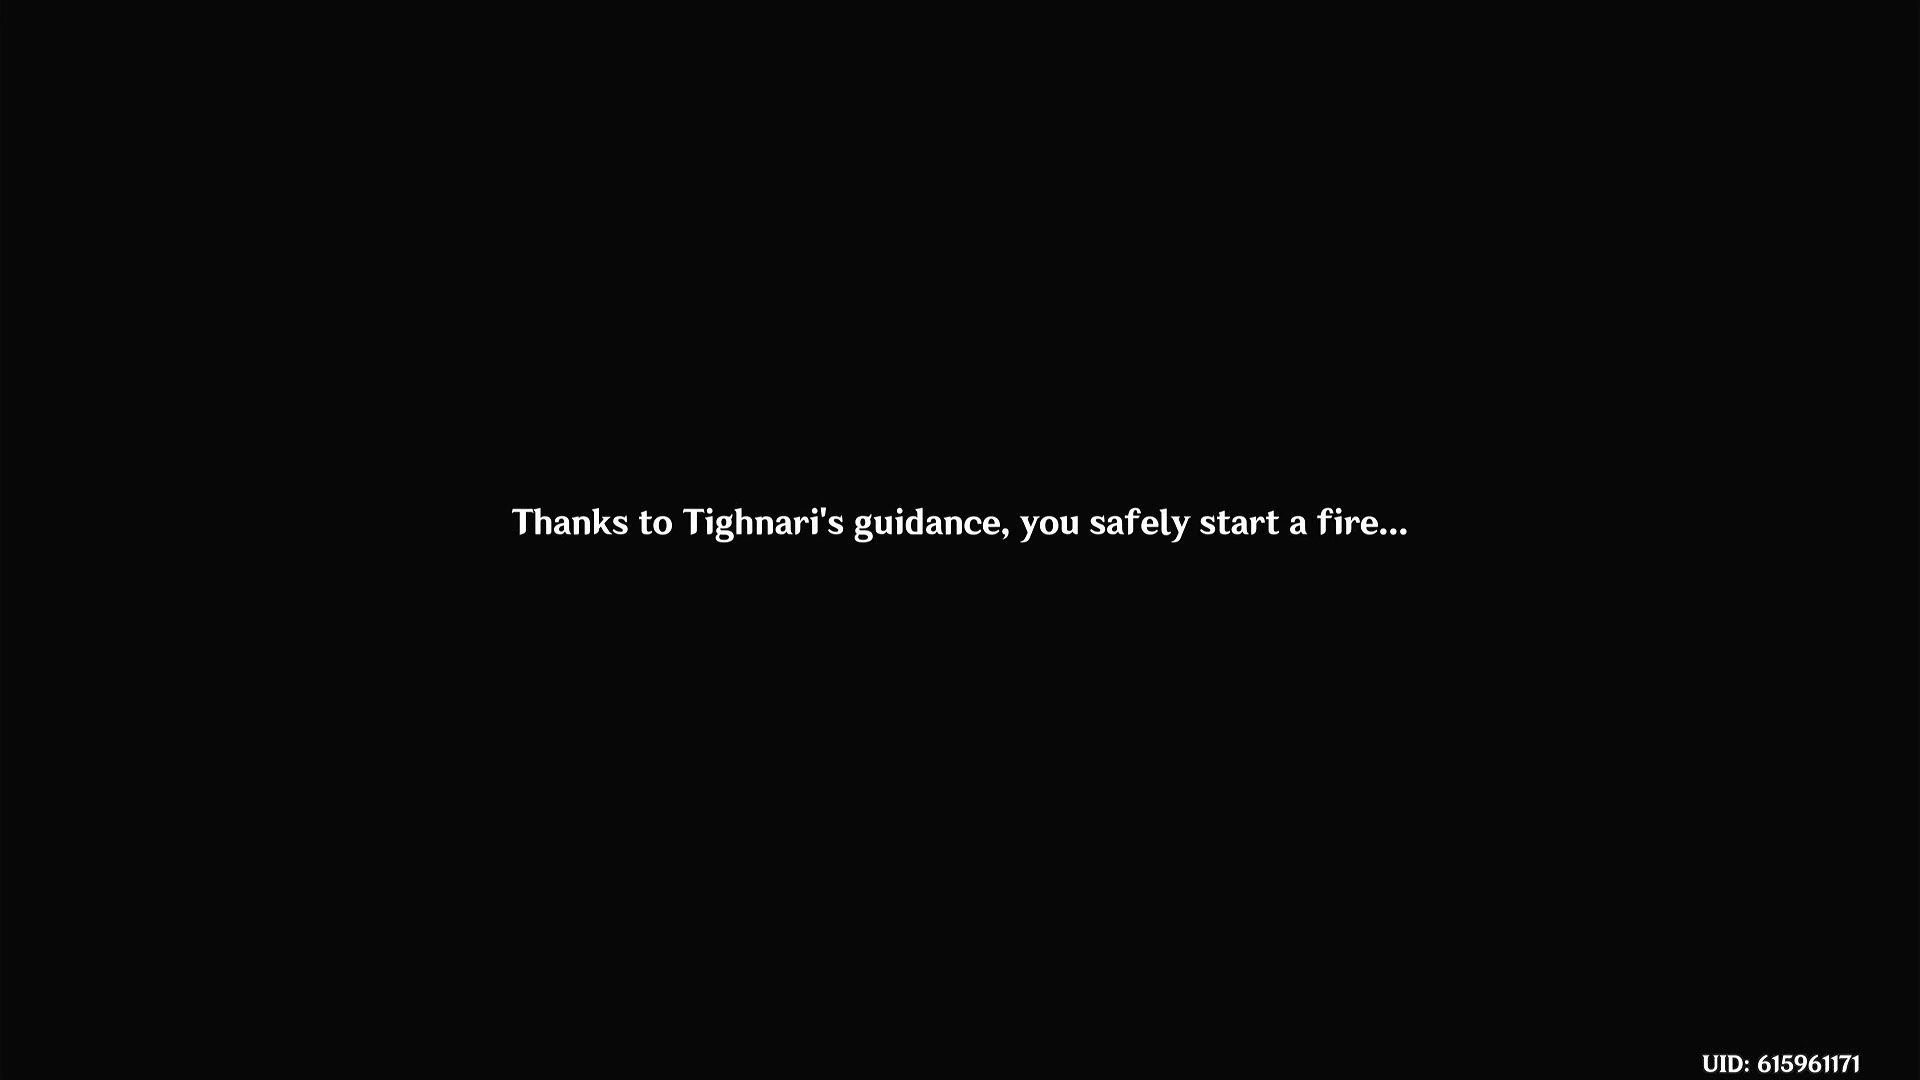 Thanks to Tighnari's guidance, you safely start a fire...
UID: 615961171